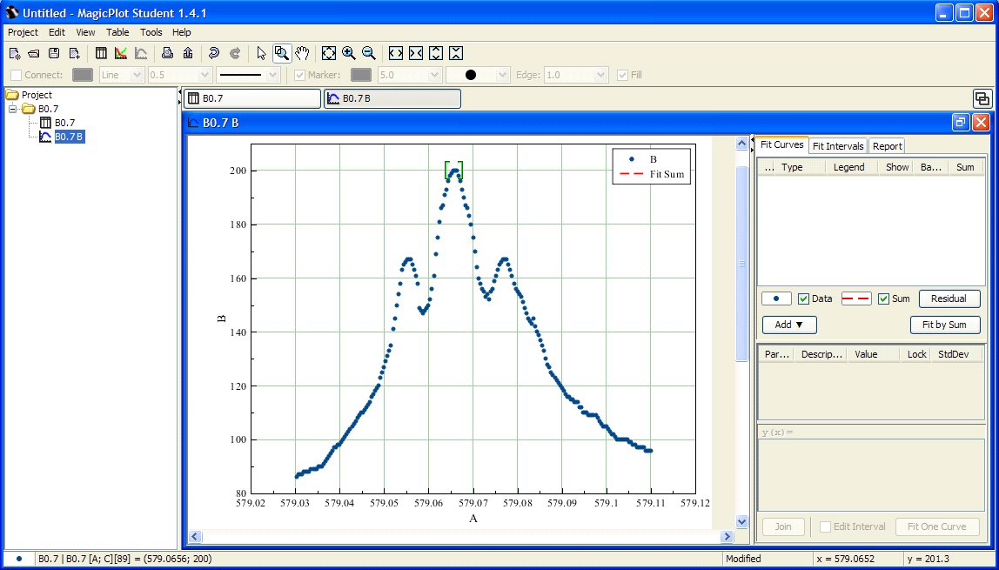 Untitled - MagicPlot Student 1.4.1
Project Edit View Table Tools Help
Connect: Line 0.5 Marker: 5.0 Edge: 1.0 Fill
Project
B0.7
B0.7
B0.7 B
B0.7 B0.7 B
B0.7 B
B
Fit Sum
200
180
160
140
120
100
80
B
579.02 579.03 579.04 579.05 579.06 579.07 579.08 579.09 579.1 579.11 579.12
A
Fit Curves Fit Intervals Report
... Type Legend Show Ba... Sum
Data Sum Residual
Add ▼ Fit by Sum
Par... Descrip... Value Lock StdDev
y (x) =
Join Edit Interval Fit One Curve
B0.7 | B0.7 [A; C][89] = (579.0656; 200) Modified x = 579.0652 y = 201.3